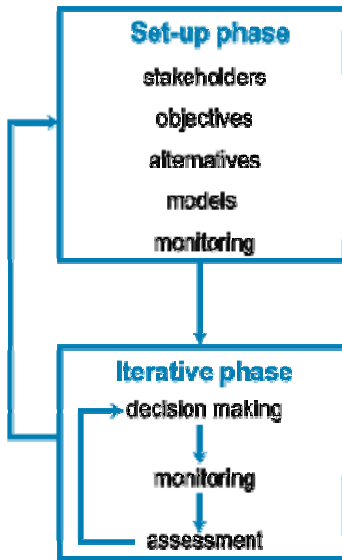 Set-up phase
stakeholders
objectives
alternatives
models
monitoring
Iterative phase
decision making
monitoring
assessment